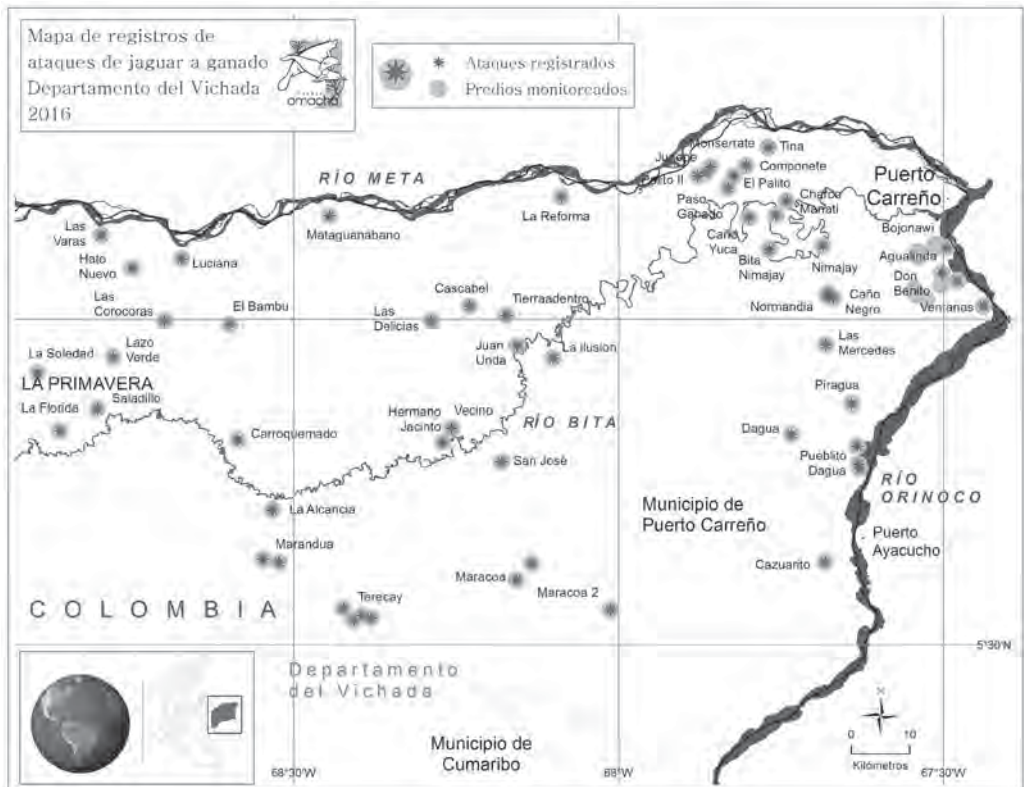 Mapa de registros de
ataques de jaguar a ganado
Departamento del Vichada
2016
omacha
Ataques registrados
Predios monitoreados
RÍO META
Monserrate
Tina
Componete
El Palito
Puerto
Carreño
La Reforma
Paso
Ganado
Bojonawi
Las
Varas
Mataguanábano
Caño
Yuca
Agualinda
Hato
Nuevo
Luciana
Bita
Nimajay
Nimajay
Don
Benito
Las
Corocoras
El Bambu
Cascabel
Tierraadentro
Las
Delicias
Normandia
Caño
Negro
Ventanas
La Soledad
Lazo
Verde
Juan
Unda
La ilusion
Las
Mercedes
LA PRIMAVERA
La Florida
Saladillo
Piragua
Hermano
Jacinto
Vecino
RÍO BITA
Carroquemado
Dagua
San José
Pueblito
Dagua
RÍO
ORINOCO
La Alcancia
Municipio de
Puerto Carreño
Puerto
Ayacucho
Marandua
Cazuarito
Maracoa
Maracoa 2
COLOMBIA
Terecay
5°30'N
Departamento
del Vichada
N
Municipio de
Cumaribo
0 10
Kilómetros
68°30'W
68°W
67°30'W